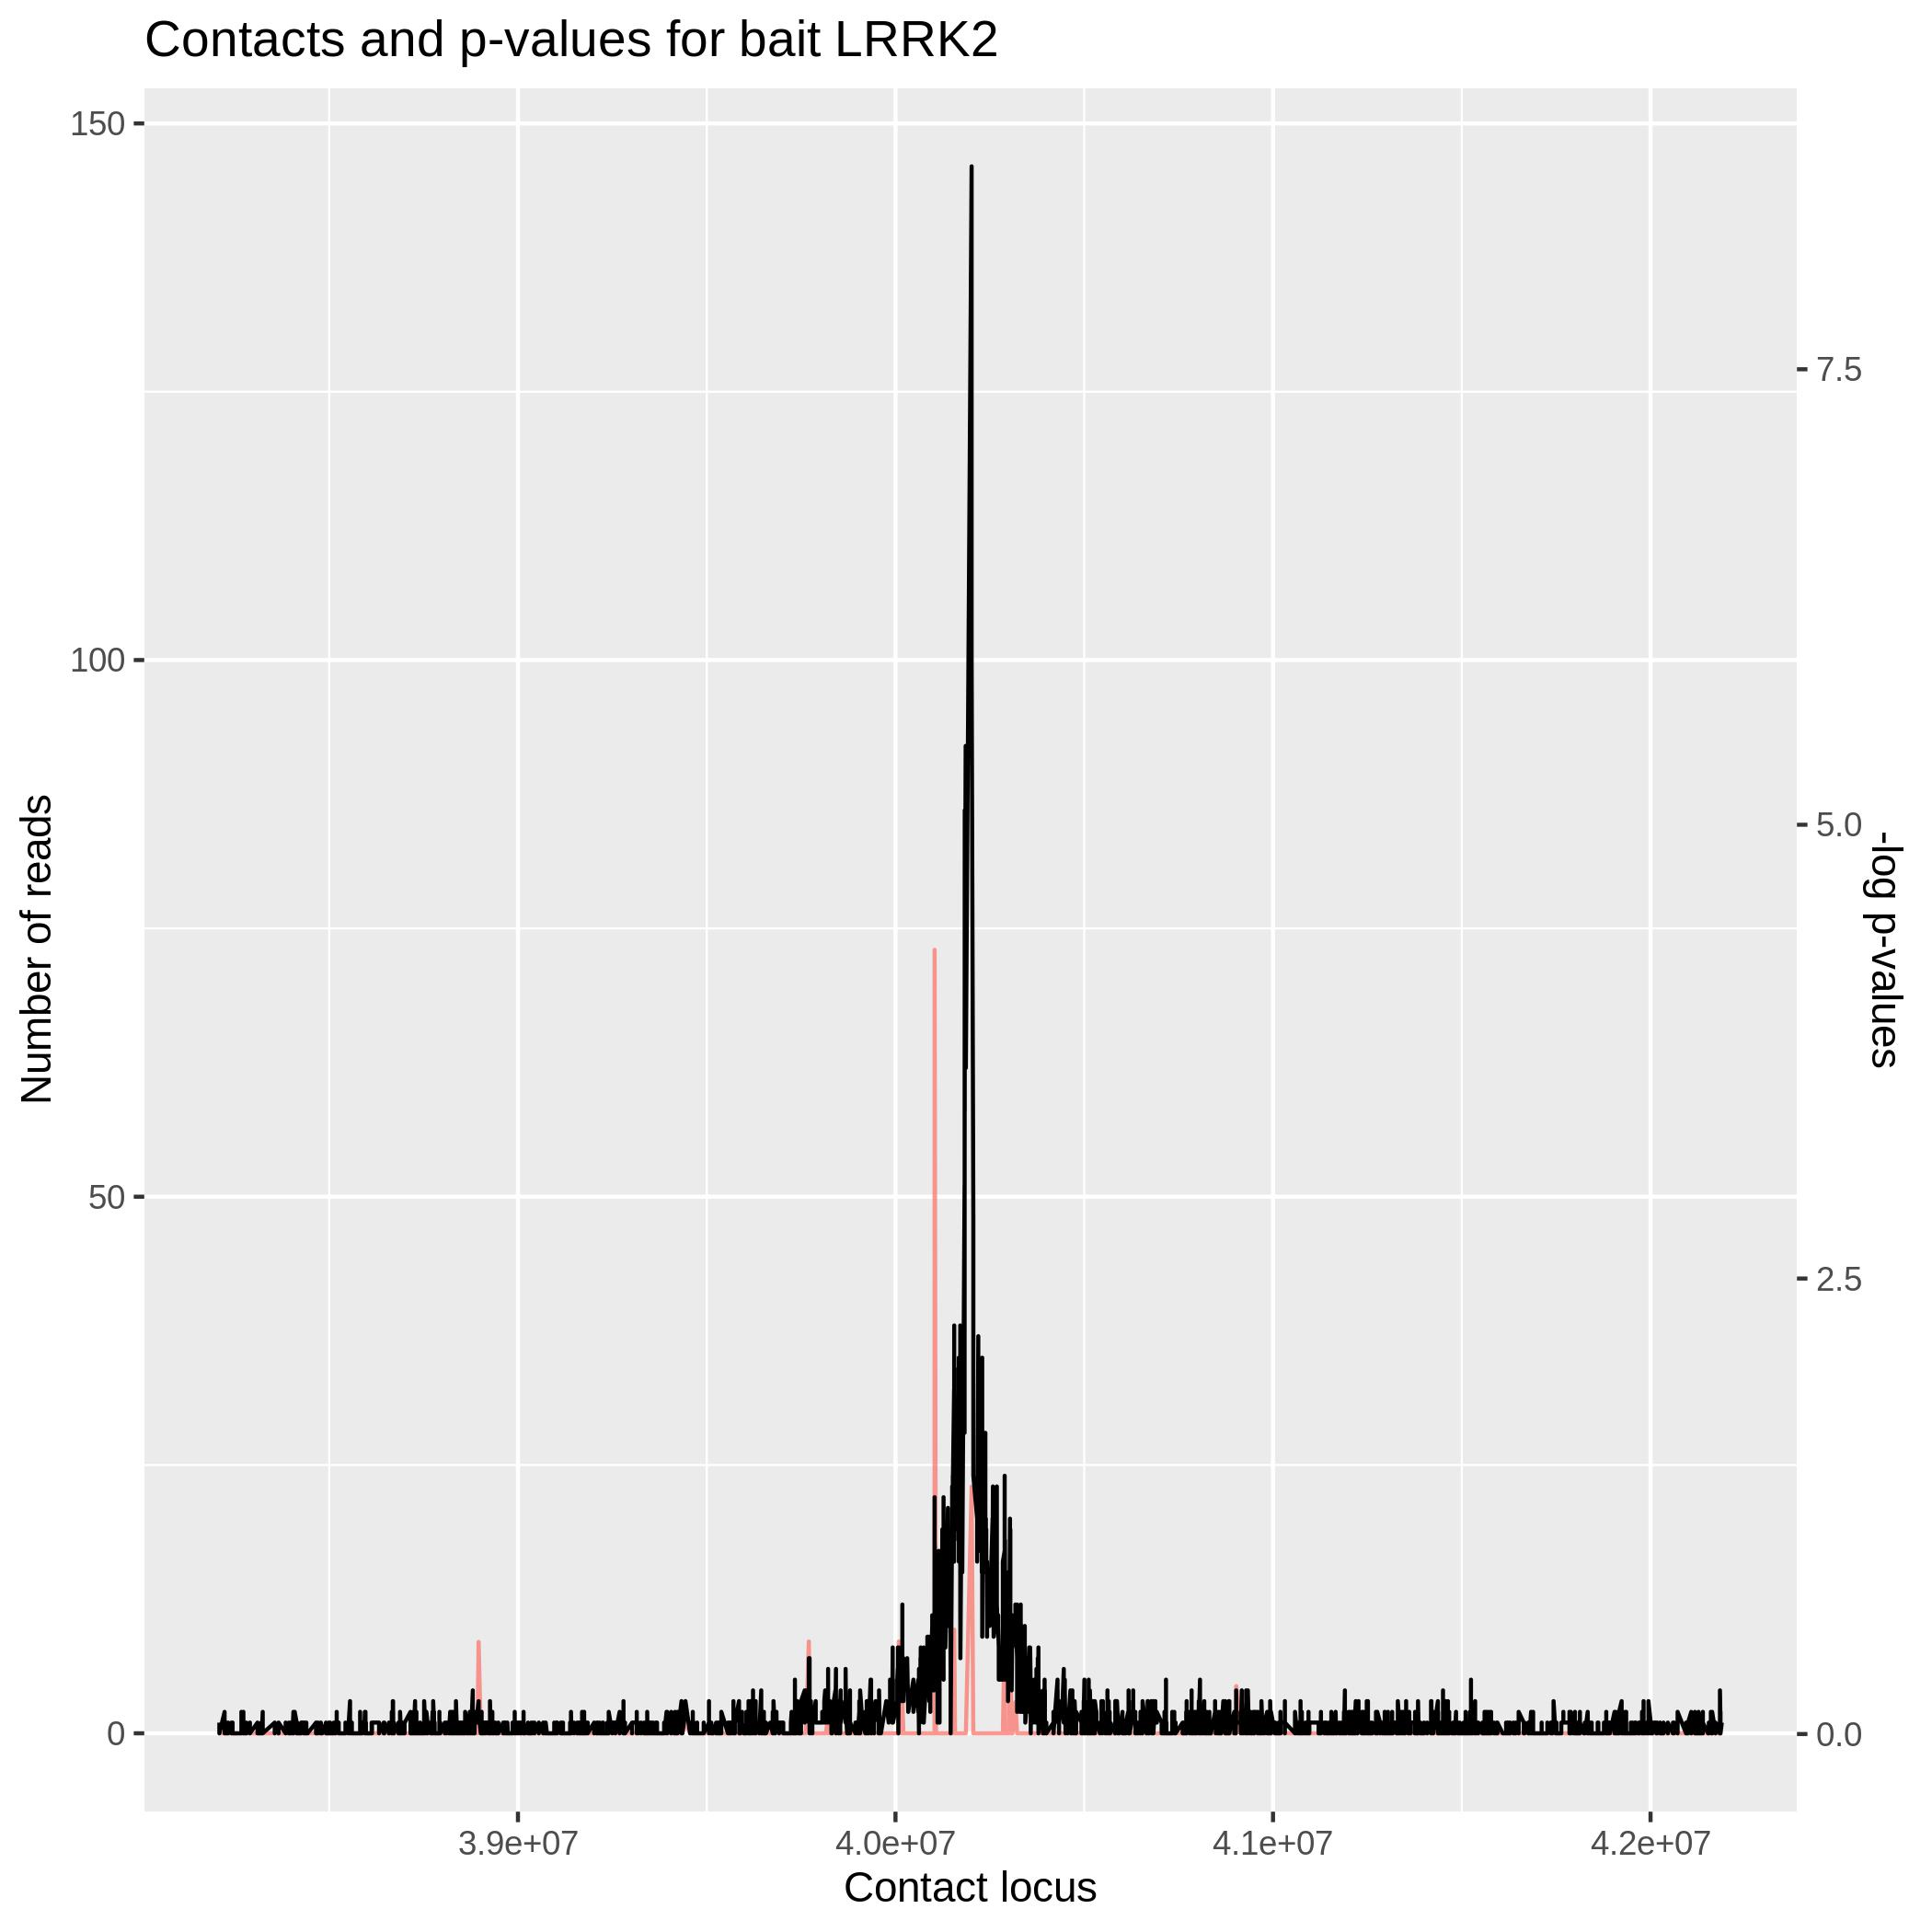 Contacts and p-values for bait LRRK2
150
100
50
0
Number of reads
7.5
5.0
2.5
0.0
-log p-values
3.9e+07
4.0e+07
4.1e+07
4.2e+07
Contact locus